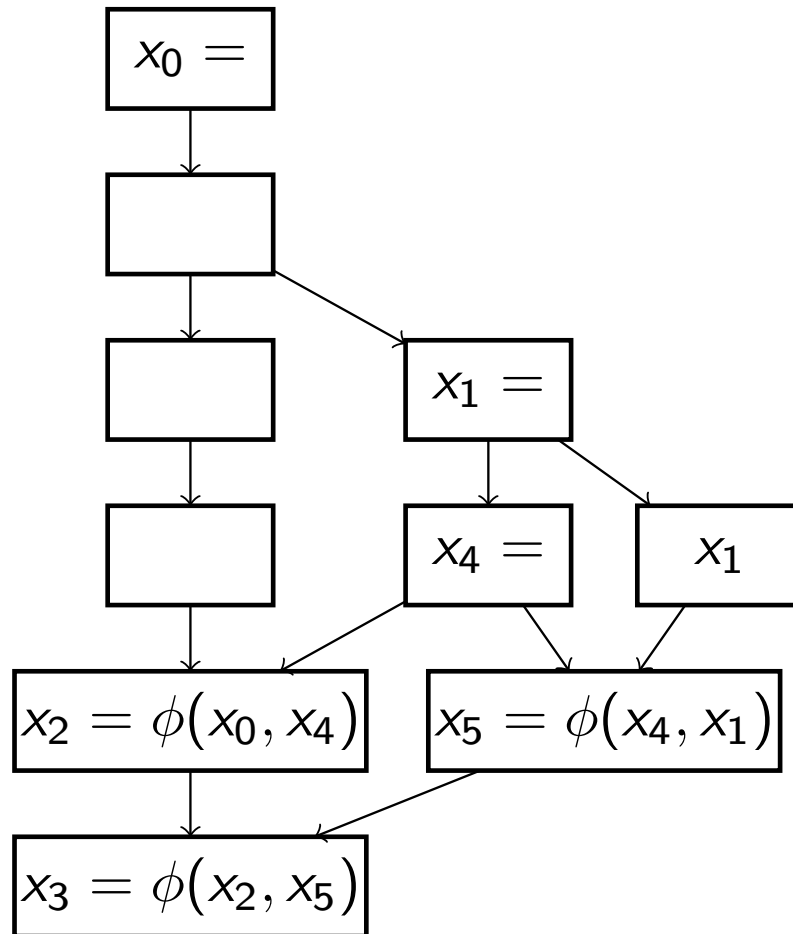 x₀ =
x₁ =
x₄ =
x₁
x₂ = ϕ(x₀, x₄)
x₅ = ϕ(x₄, x₁)
x₃ = ϕ(x₂, x₅)